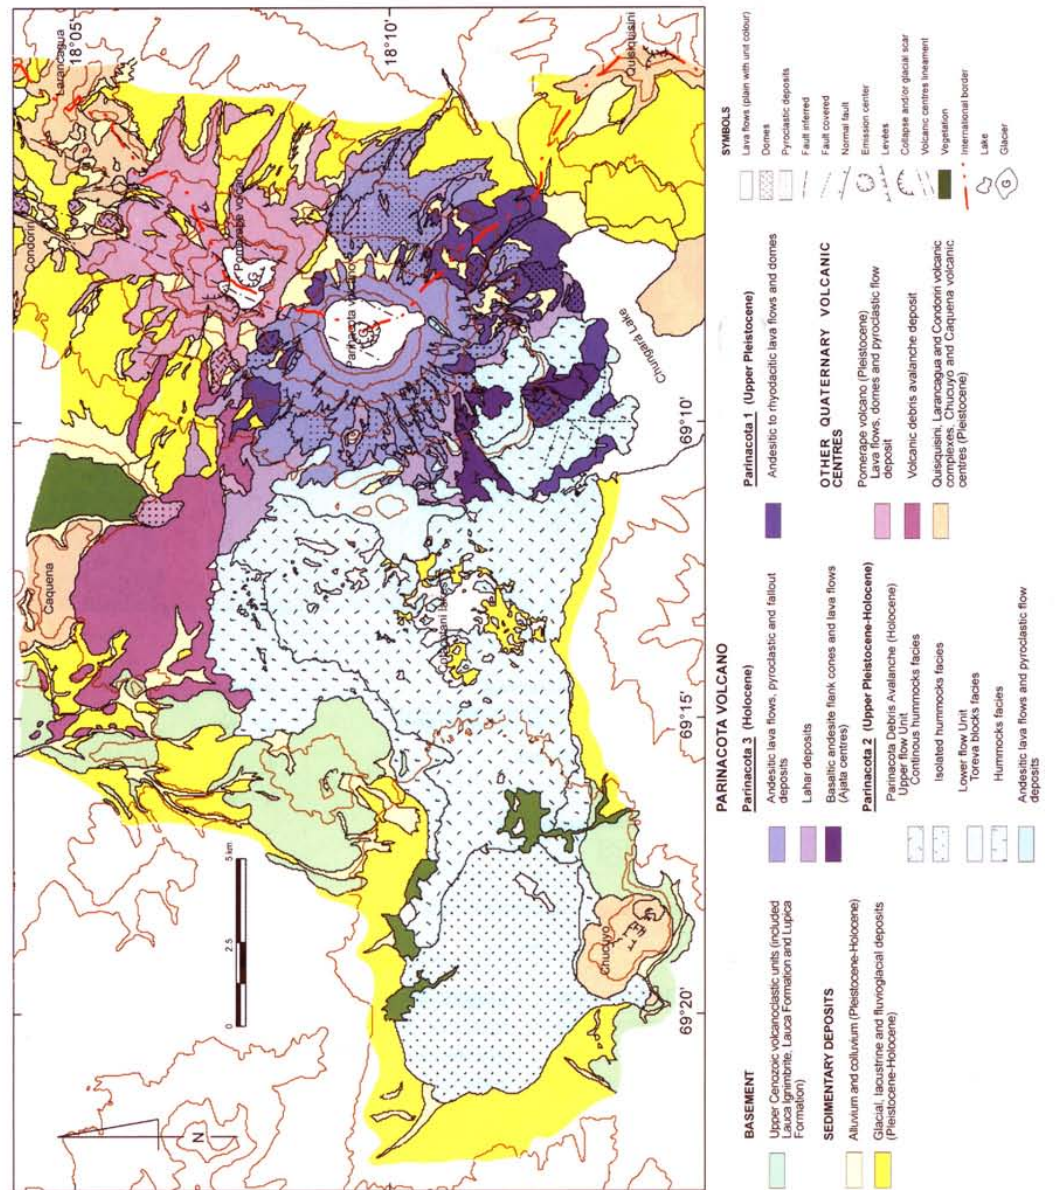 Larancagua
Condoriri
Quisiquisini
Pomerape volcano
G
Parinacota volcano
G
Caquena
Chungará Lake
Chucuyo
18°05'
18°10'
69°10'
69°15'
69°20'
0 2.5 5 km
N
BASEMENT
Upper Cenozoic volcanoclastic units (included
Lauca Ignimbrite, Lauca Formation and Lupica
Formation)
SEDIMENTARY DEPOSITS
Alluvium and colluvium (Pleistocene-Holocene)
Glacial, lacustrine and fluvioglacial deposits
(Pleistocene-Holocene)
PARINACOTA VOLCANO
Parinacota 3 (Holocene)
Andesitic lava flows, pyroclastic and fallout
deposits
Lahar deposits
Basaltic andesite flank cones and lava flows
(Ajata centres)
Parinacota 2 (Upper Pleistocene-Holocene)
Parinacota Debris Avalanche (Holocene)
Upper flow Unit
Continous hummocks facies
Isolated hummocks facies
Lower flow Unit
Toreva blocks facies
Hummocks facies
Andesitic lava flows and pyroclastic flow
deposits
Parinacota 1 (Upper Pleistocene)
Andesitic to rhyodacitic lava flows and domes
OTHER QUATERNARY VOLCANIC
CENTRES
Pomerape volcano (Pleistocene)
Lava flows, domes and pyroclastic flow
deposit
Volcanic debris avalanche deposit
Quisiquisini, Larancagua and Condoriri volcanic
complexes, Chucuyo and Caquena volcanic
centres (Pleistocene)
SYMBOLS
Lava flows (plain with unit colour)
Domes
Pyroclastic deposits
Fault inferred
Fault covered
Normal fault
Emission center
Levées
Collapse and/or glacial scar
Volcanic centres lineament
Vegetation
International border
Lake
Glacier
G